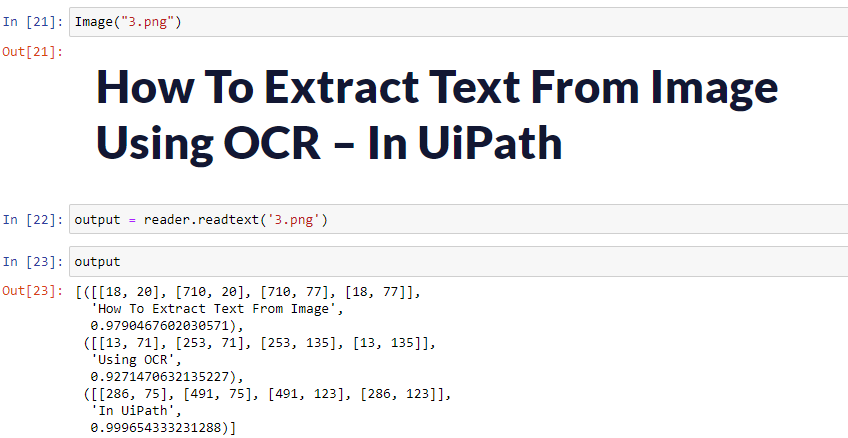 In [21]: Image("3.png")
Out[21]:
How To Extract Text From Image
Using OCR – In UiPath
In [22]: output = reader.readtext('3.png')
In [23]: output
Out[23]: [([[18, 20], [710, 20], [710, 77], [18, 77]],
'How To Extract Text From Image',
0.9790467602030571),
([[13, 71], [253, 71], [253, 135], [13, 135]],
'Using OCR',
0.9271470632135227),
([[286, 75], [491, 75], [491, 123], [286, 123]],
'In UiPath',
0.999654333231288)]